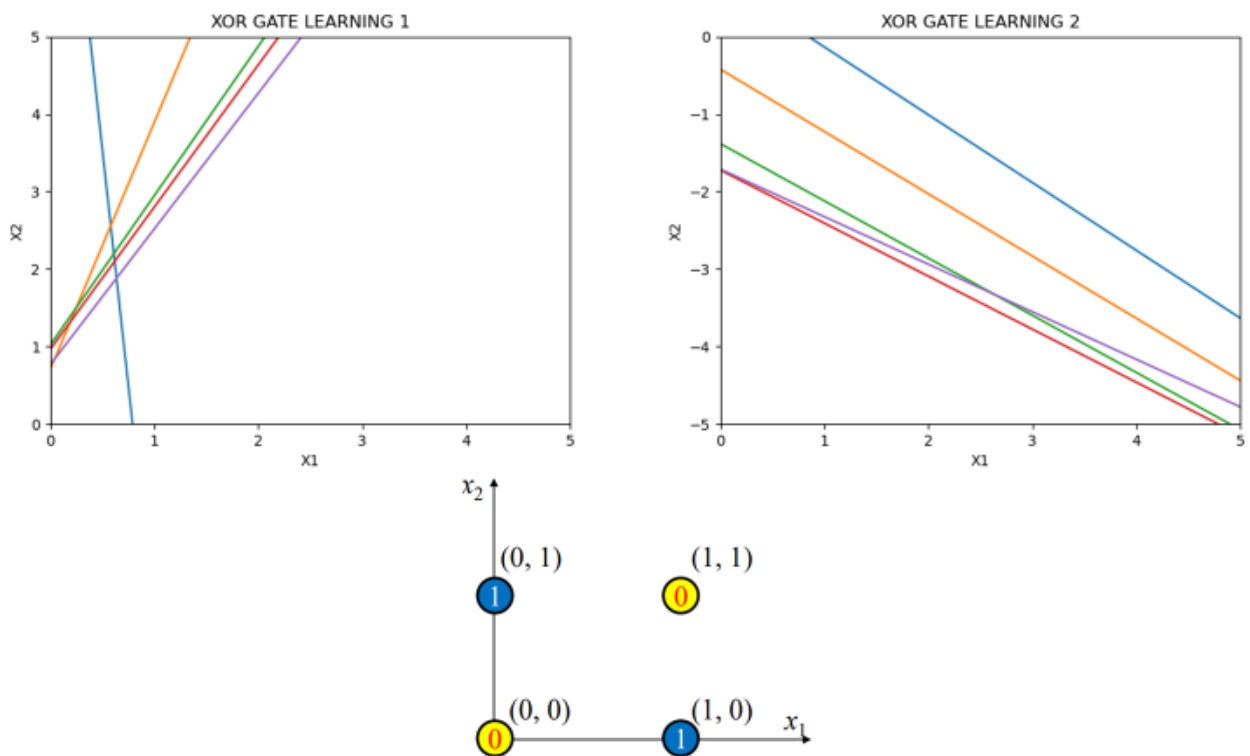 XOR GATE LEARNING 1
5
4
3
2
1
0
X2
0 1 2 3 4 5
X1
XOR GATE LEARNING 2
0
−1
−2
−3
−4
−5
X2
0 1 2 3 4 5
X1
x2
(0, 1) (1, 1)
1 0
(0, 0) (1, 0) x1
0 1